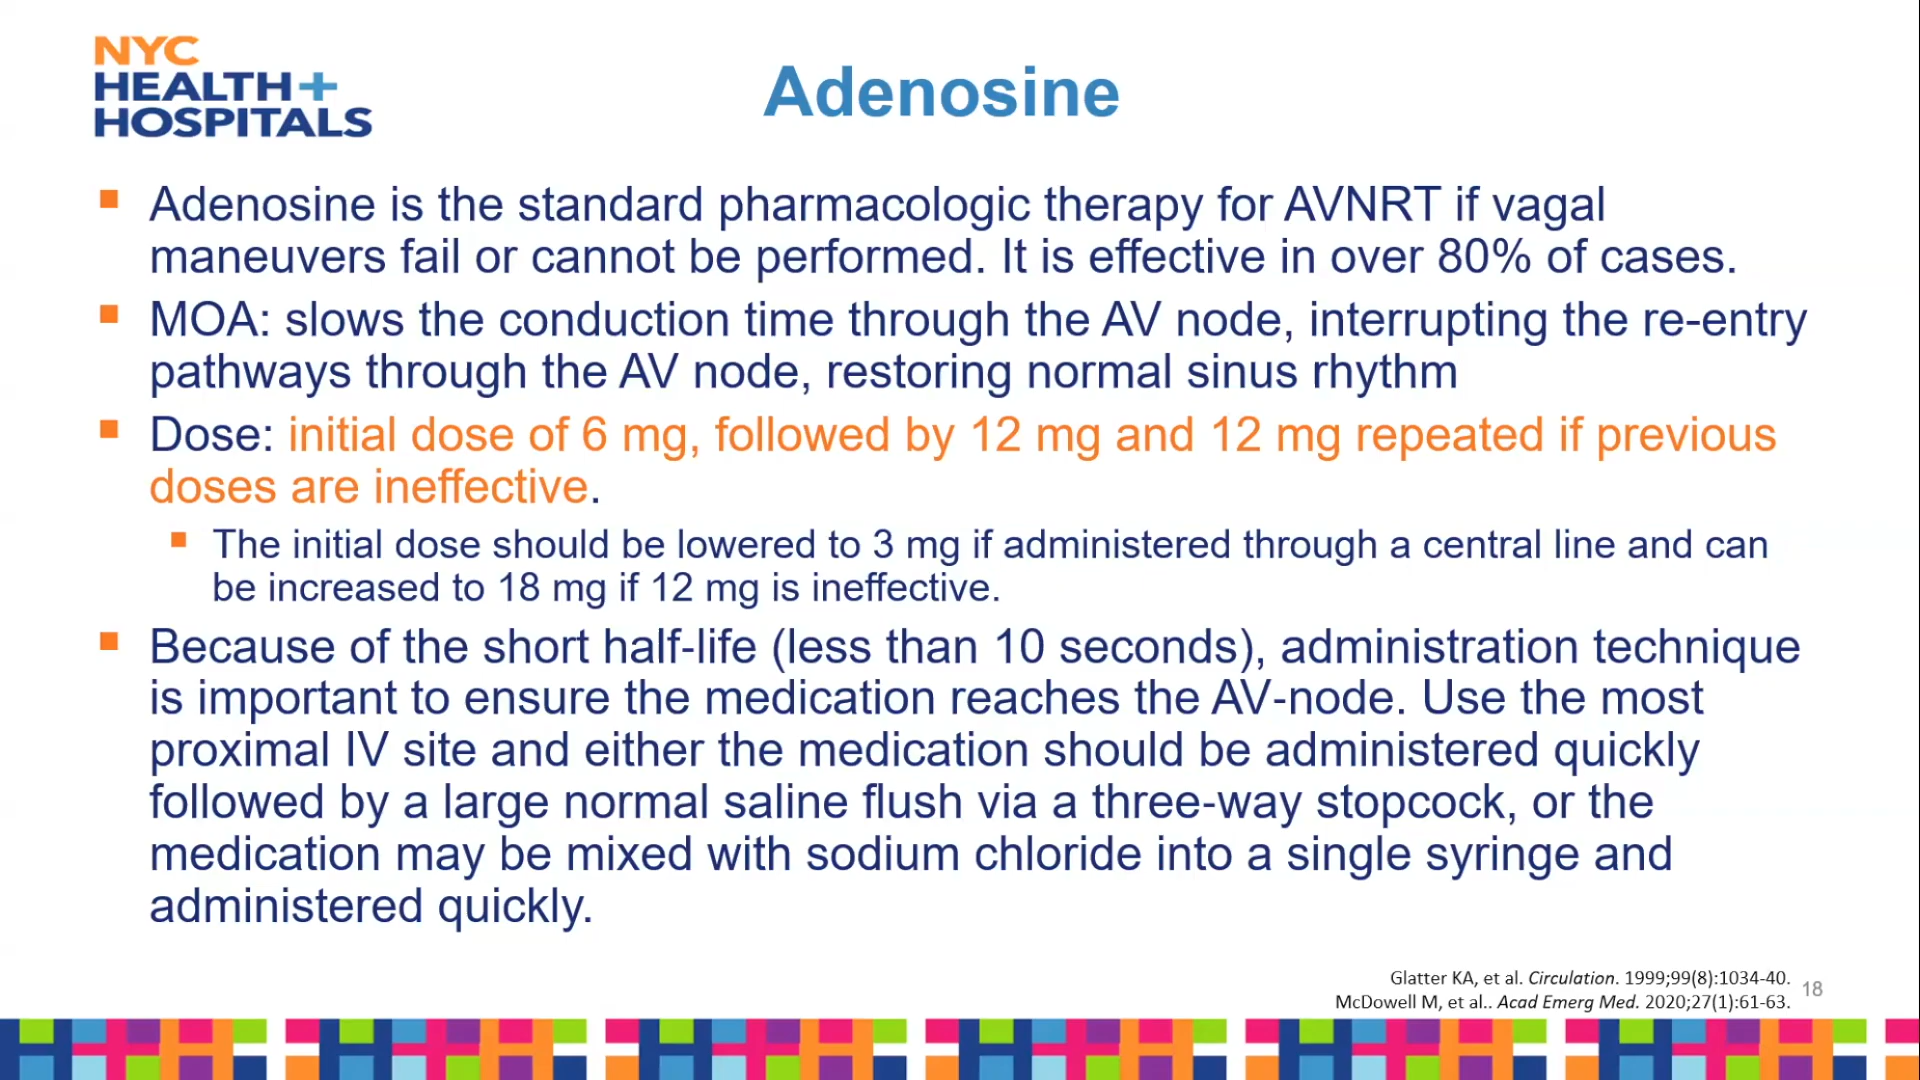 NYC
HEALTH+
HOSPITALS
Adenosine
Adenosine is the standard pharmacologic therapy for AVNRT if vagal
maneuvers fail or cannot be performed. It is effective in over 80% of cases.
MOA: slows the conduction time through the AV node, interrupting the re-entry
pathways through the AV node, restoring normal sinus rhythm
Dose: initial dose of 6 mg, followed by 12 mg and 12 mg repeated if previous
doses are ineffective.
The initial dose should be lowered to 3 mg if administered through a central line and can
be increased to 18 mg if 12 mg is ineffective.
Because of the short half-life (less than 10 seconds), administration technique
is important to ensure the medication reaches the AV-node. Use the most
proximal IV site and either the medication should be administered quickly
followed by a large normal saline flush via a three-way stopcock, or the
medication may be mixed with sodium chloride into a single syringe and
administered quickly.
Glatter KA, et al. Circulation. 1999;99(8):1034-40.
McDowell M, et al.. Acad Emerg Med. 2020;27(1):61-63.
18